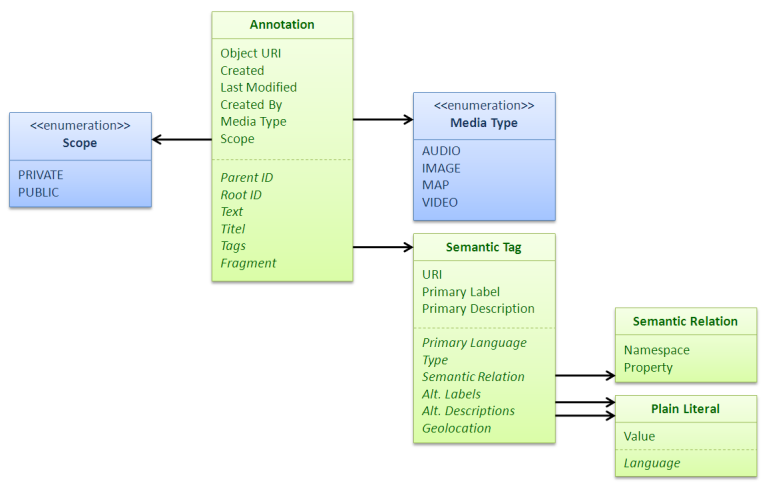 Annotation
Object URI
Created
Last Modified
Created By
Media Type
Scope
Parent ID
Root ID
Text
Titel
Tags
Fragment
<<enumeration>>
Scope
PRIVATE
PUBLIC
<<enumeration>>
Media Type
AUDIO
IMAGE
MAP
VIDEO
Semantic Tag
URI
Primary Label
Primary Description
Primary Language
Type
Semantic Relation
Alt. Labels
Alt. Descriptions
Geolocation
Semantic Relation
Namespace
Property
Plain Literal
Value
Language